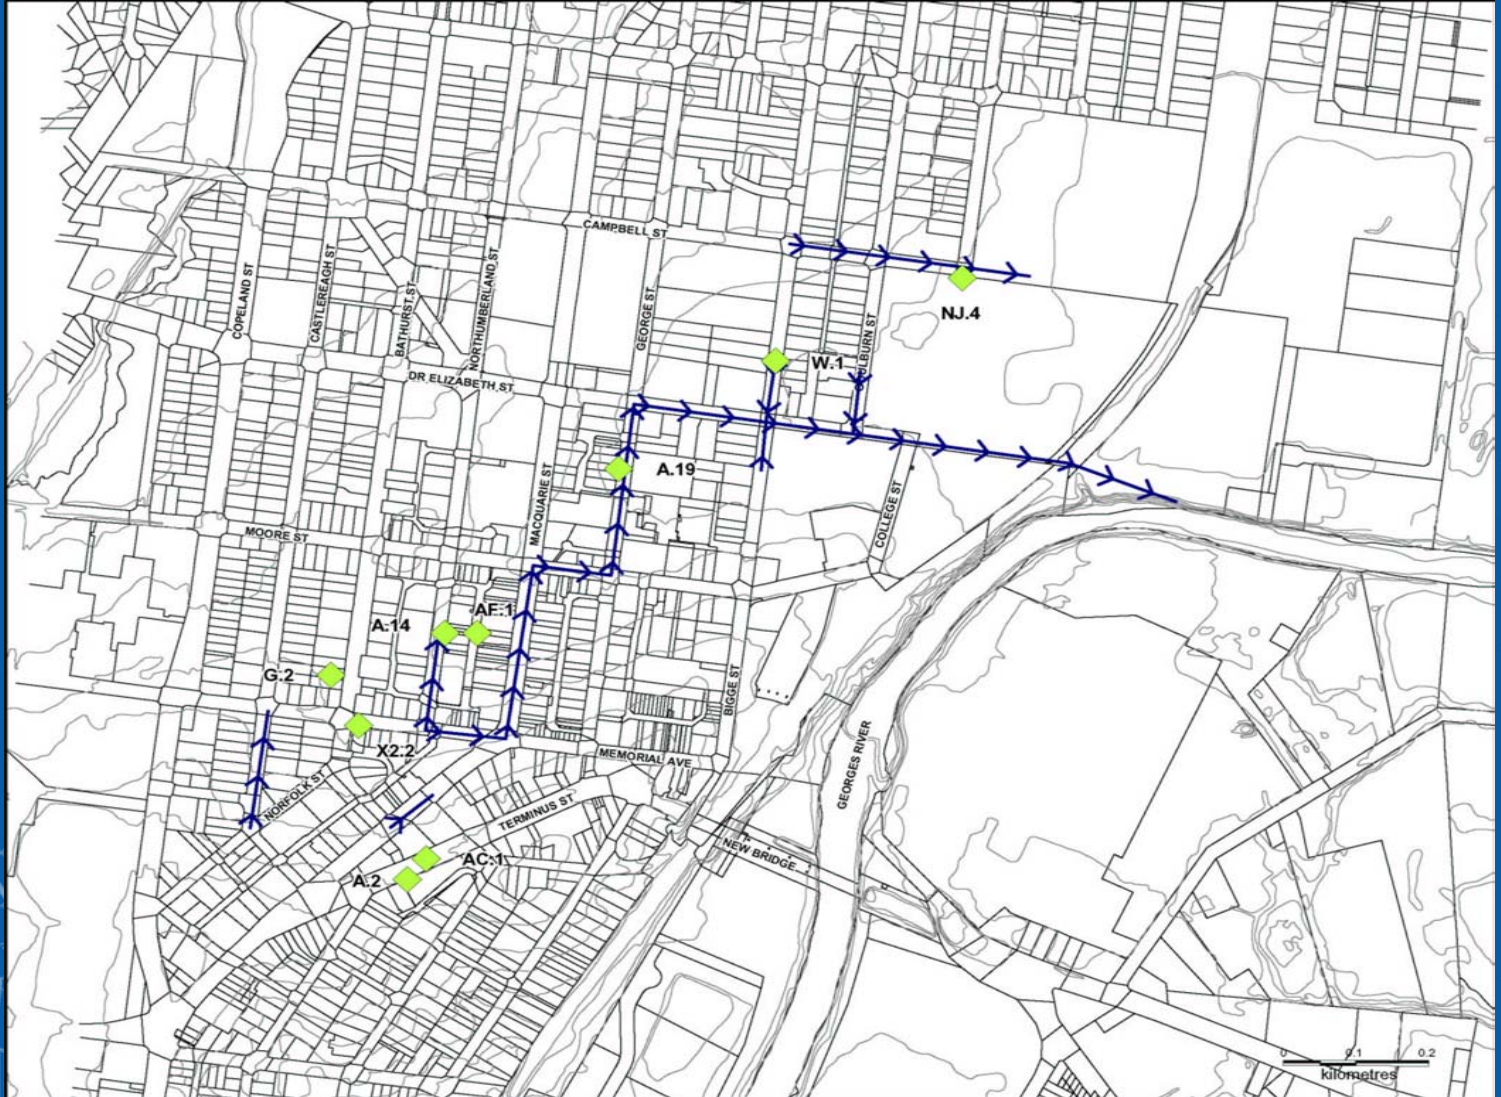 CAMPBELL ST
COPELAND ST
CASTLEREAGH ST
BATHURST ST
NORTHUMBERLAND ST
GEORGE ST
NJ.4
W.1
DR ELIZABETH ST
A.19
MACQUARIE ST
COLLEGE ST
MOORE ST
AF.1
A.14
G.2
BIGGE ST
X2.2
MEMORIAL AVE
GEORGES RIVER
NORFOLK ST
TERMINUS ST
NEW BRIDGE
AC.1
A.2
0 0.1 0.2
kilometres